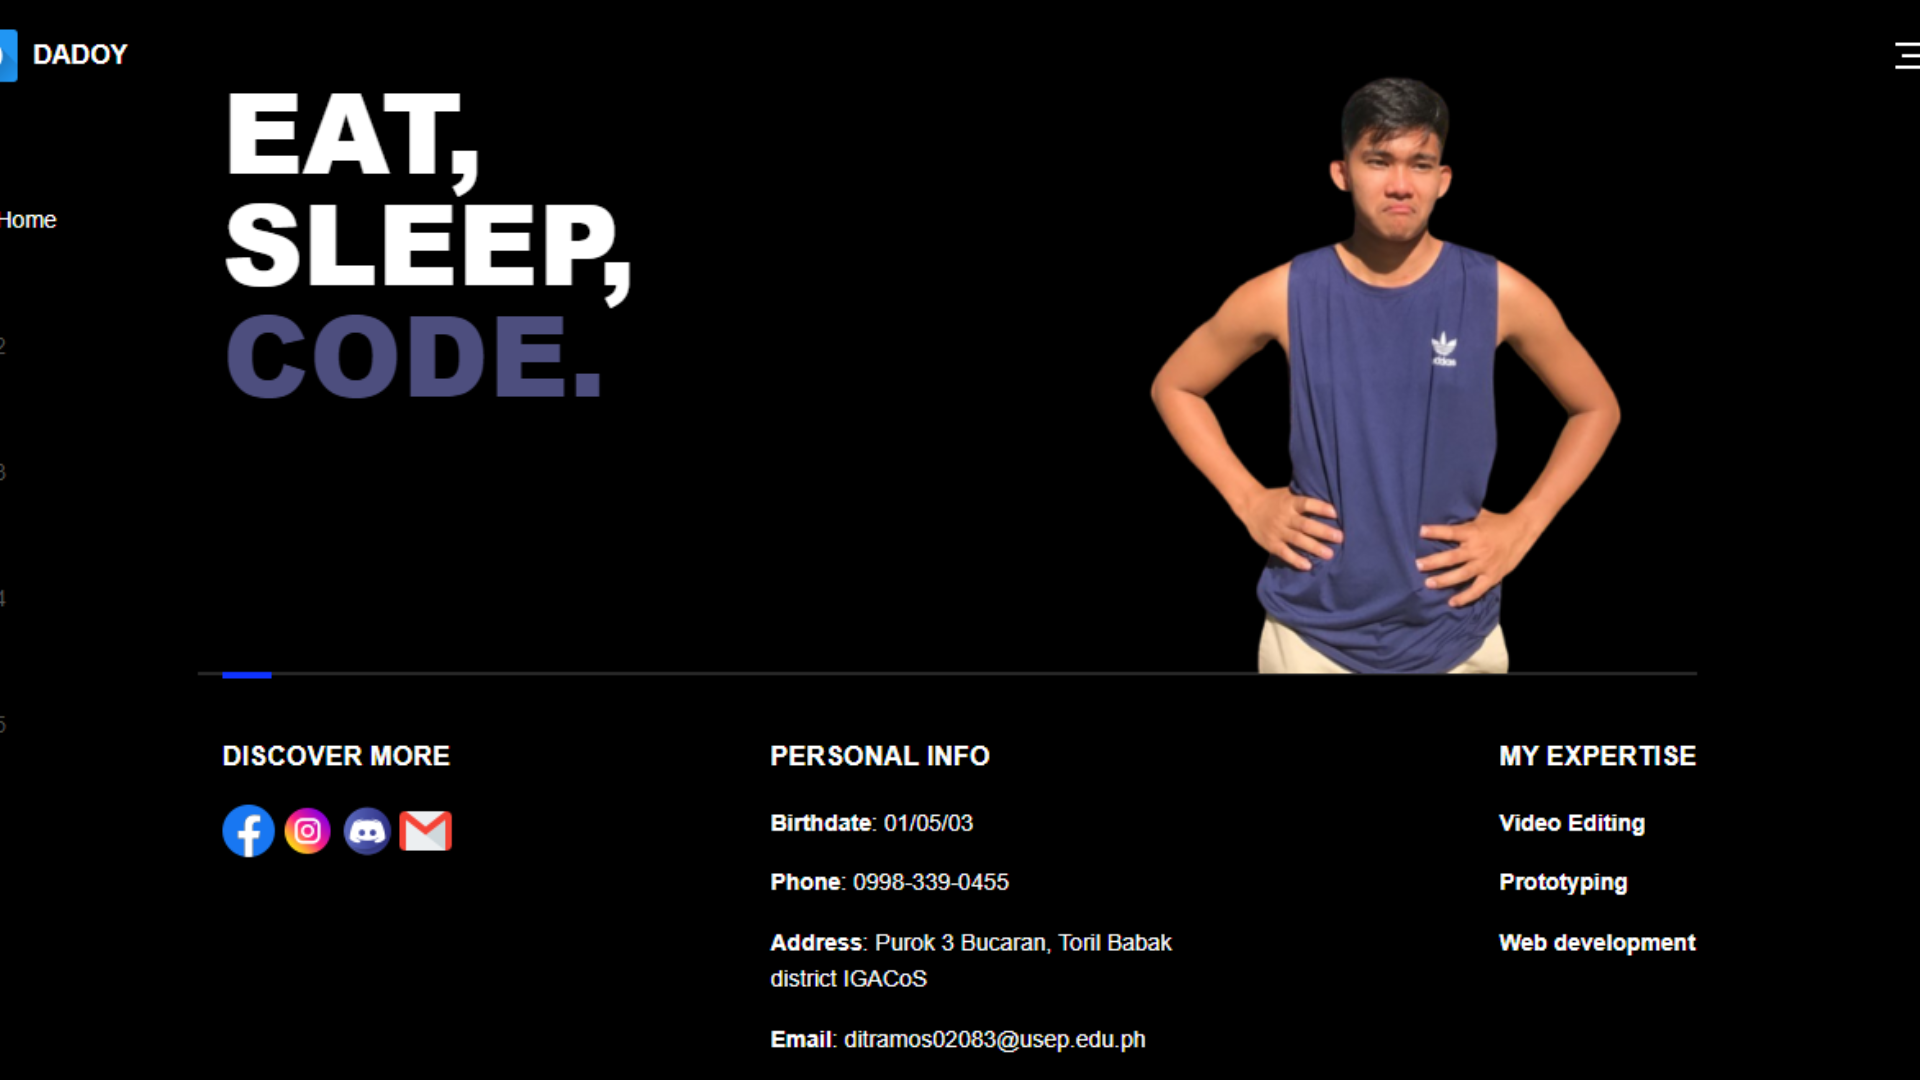 DADOY
EAT,
SLEEP,
CODE.
Home
2
3
4
5
adidas
DISCOVER MORE
PERSONAL INFO
MY EXPERTISE
Birthdate: 01/05/03
Video Editing
Phone: 0998-339-0455
Prototyping
Address: Purok 3 Bucaran, Toril Babak
district IGACoS
Web development
Email: ditramos02083@usep.edu.ph